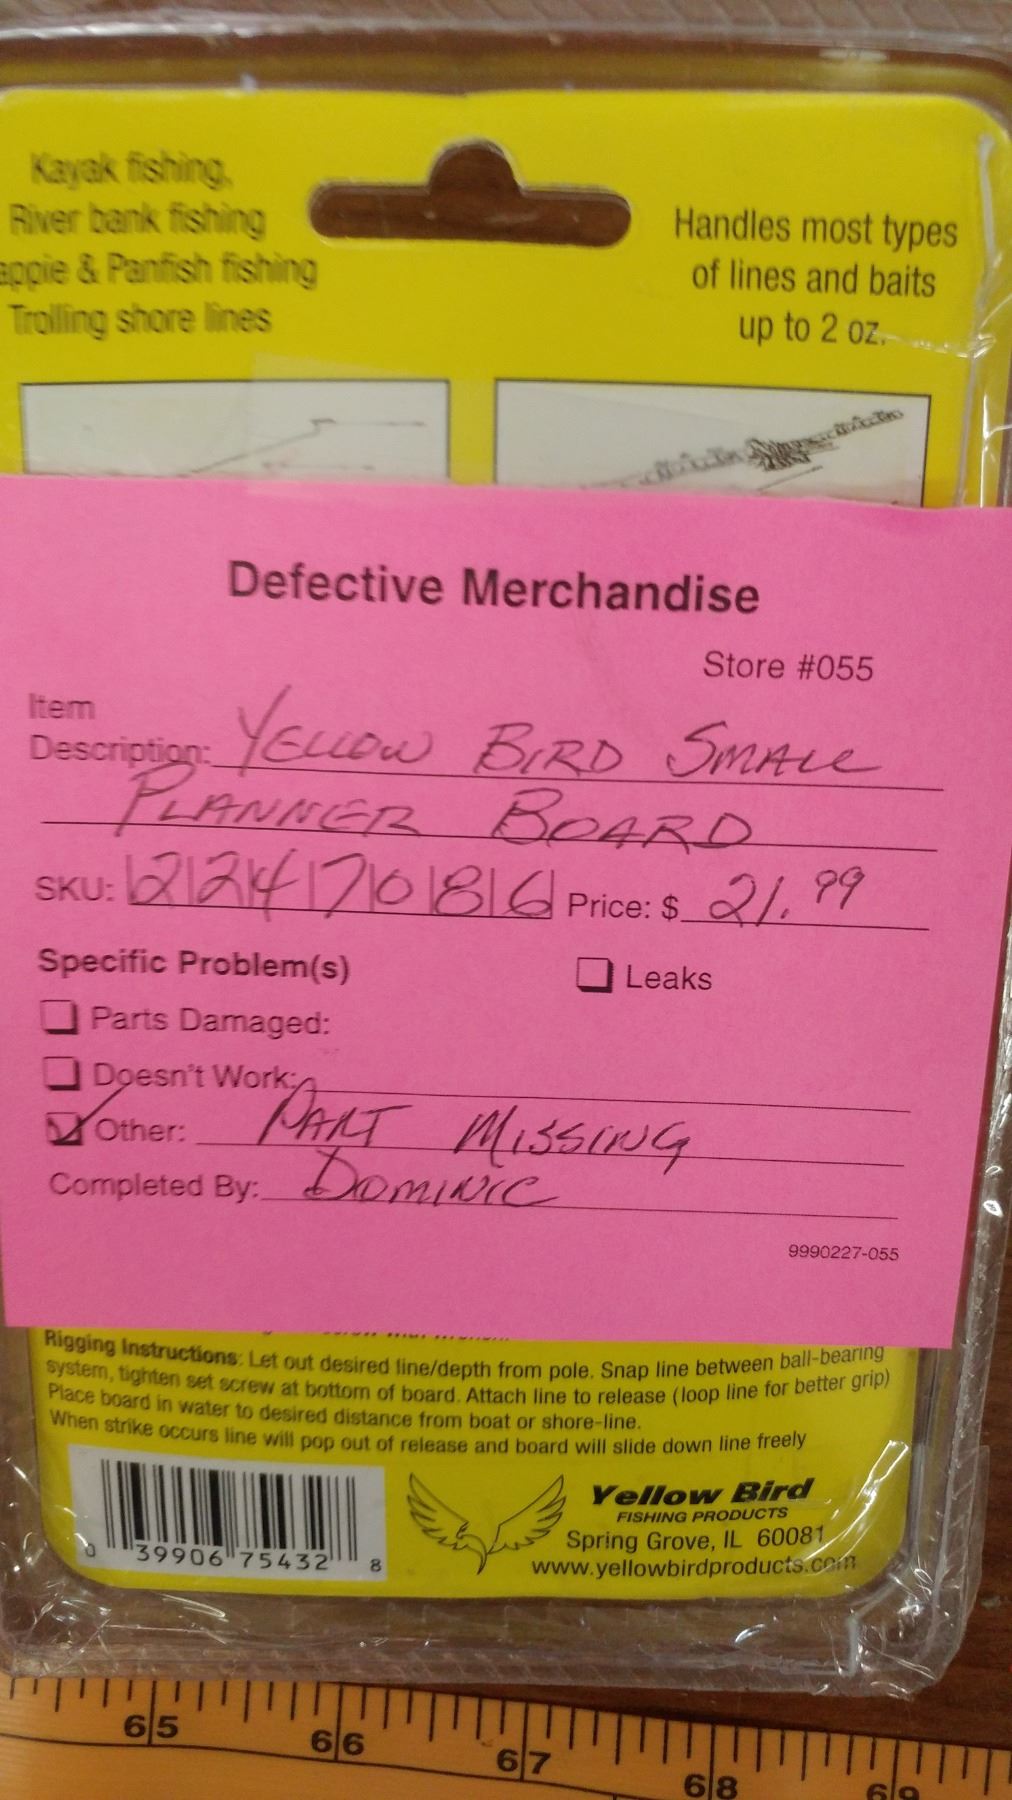 Kayak fishing,
River bank fishing
appie & Panfish fishing
Trolling shore lines
Handles most types
of lines and baits
up to 2 oz.
Defective Merchandise
Store #055
Item
Description: YELLOW BIRD SMALL
PLANNER BOARD
SKU: 2247086 Price: $ 21.99
Specific Problem(s)
Leaks
Parts Damaged:
Doesn't Work:
Other: PART MISSING
Completed By: DOMINIC
9990227-055
Rigging Instructions: Let out desired line/depth from pole. Snap line between ball-bearing
system, tighten set screw at bottom of board. Attach line to release (loop line for better grip)
Place board in water to desired distance from boat or shore-line.
When strike occurs line will pop out of release and board will slide down line freely
0 39906 75432 8
Yellow Bird
FISHING PRODUCTS
Spring Grove, IL 60081
www.yellowbirdproducts.com
65 66 67 68 69